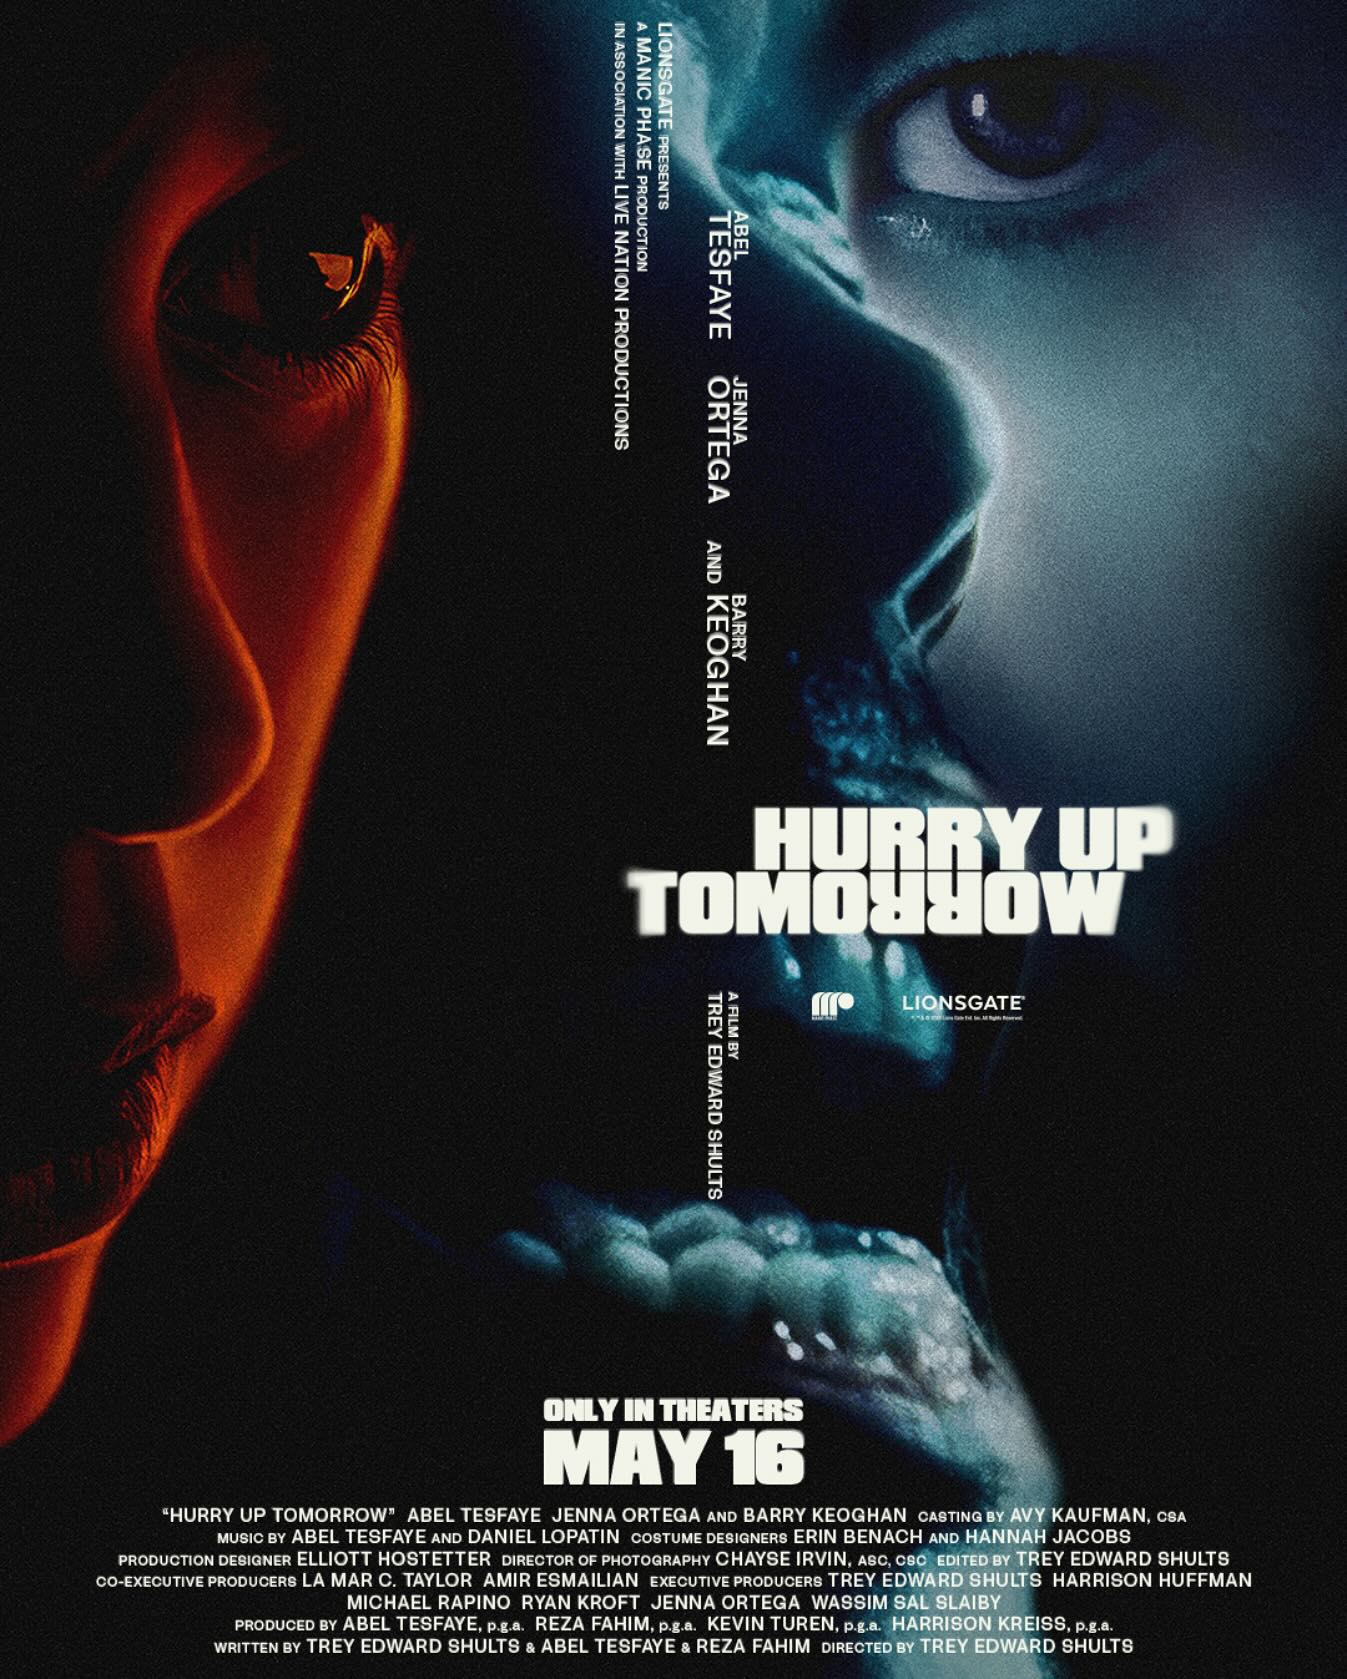 LIONSGATE PRESENTS
A MANIC PHASE PRODUCTION
IN ASSOCIATION WITH LIVE NATION PRODUCTIONS
ABEL
TESFAYE
JENNA
ORTEGA
AND BARRY
KEOGHAN
HURRY UP
TOMORROW
A FILM BY
TREY EDWARD SHULTS
LIONSGATE
ONLY IN THEATERS
MAY 16
“HURRY UP TOMORROW” ABEL TESFAYE JENNA ORTEGA AND BARRY KEOGHAN CASTING BY AVY KAUFMAN, CSA
MUSIC BY ABEL TESFAYE AND DANIEL LOPATIN COSTUME DESIGNERS ERIN BENACH AND HANNAH JACOBS
PRODUCTION DESIGNER ELLIOTT HOSTETTER DIRECTOR OF PHOTOGRAPHY CHAYSE IRVIN, ASC, CSC EDITED BY TREY EDWARD SHULTS
CO-EXECUTIVE PRODUCERS LA MAR C. TAYLOR AMIR ESMAILIAN EXECUTIVE PRODUCERS TREY EDWARD SHULTS HARRISON HUFFMAN
MICHAEL RAPINO RYAN KROFT JENNA ORTEGA WASSIM SAL SLAIBY
PRODUCED BY ABEL TESFAYE, p.g.a. REZA FAHIM, p.g.a. KEVIN TUREN, p.g.a. HARRISON KREISS, p.g.a.
WRITTEN BY TREY EDWARD SHULTS & ABEL TESFAYE & REZA FAHIM DIRECTED BY TREY EDWARD SHULTS